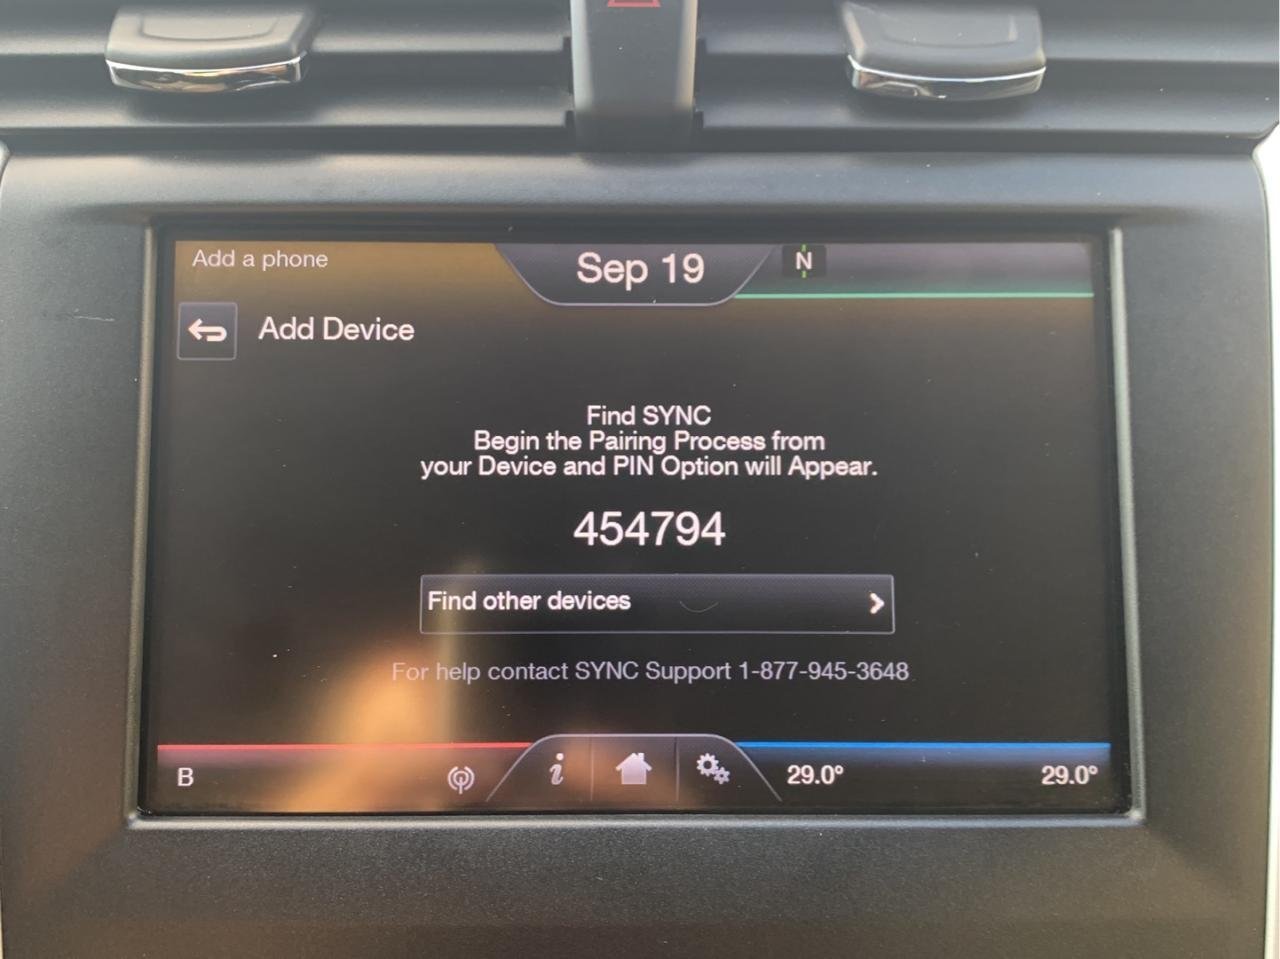 Add a phone
Sep 19
N
Add Device
Find SYNC
Begin the Pairing Process from
your Device and PIN Option will Appear.
454794
Find other devices
For help contact SYNC Support 1-877-945-3648
B
i
29.0°
29.0°